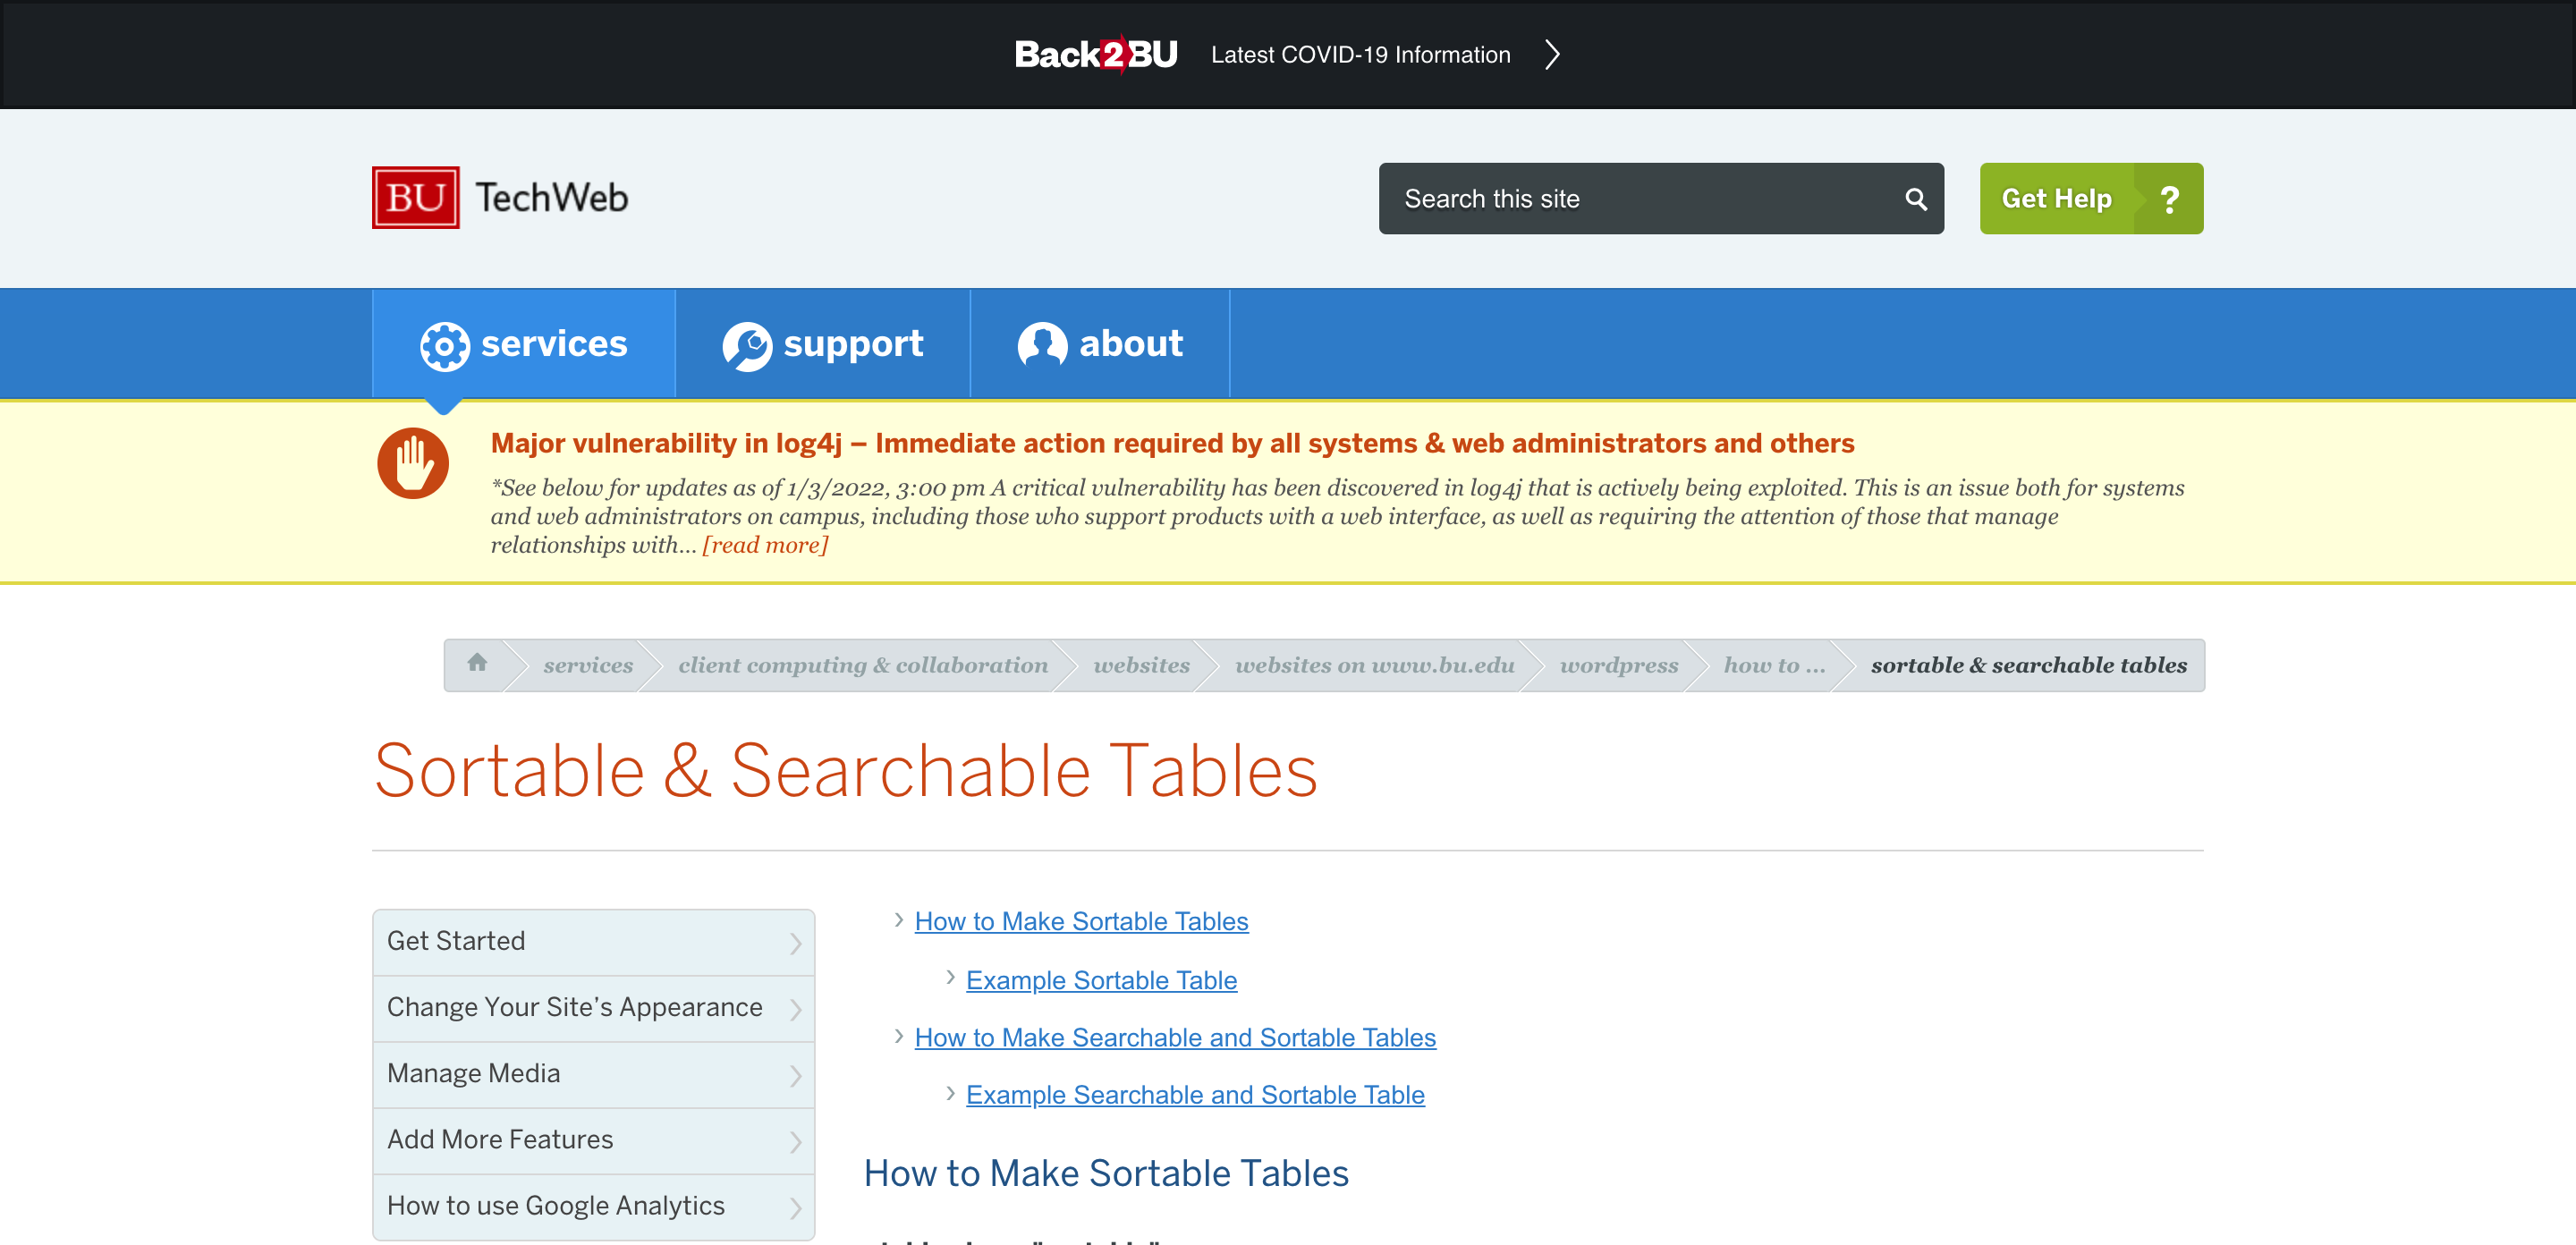 Back2BU Latest COVID-19 Information
BU TechWeb
Search this site
Get Help ?
services support about
Major vulnerability in log4j – Immediate action required by all systems & web administrators and others
*See below for updates as of 1/3/2022, 3:00 pm A critical vulnerability has been discovered in log4j that is actively being exploited. This is an issue both for systems
and web administrators on campus, including those who support products with a web interface, as well as requiring the attention of those that manage
relationships with... [read more]
services client computing & collaboration websites websites on www.bu.edu wordpress how to ... sortable & searchable tables
Sortable & Searchable Tables
Get Started
Change Your Site's Appearance
Manage Media
Add More Features
How to use Google Analytics
How to Make Sortable Tables
Example Sortable Table
How to Make Searchable and Sortable Tables
Example Searchable and Sortable Table
How to Make Sortable Tables